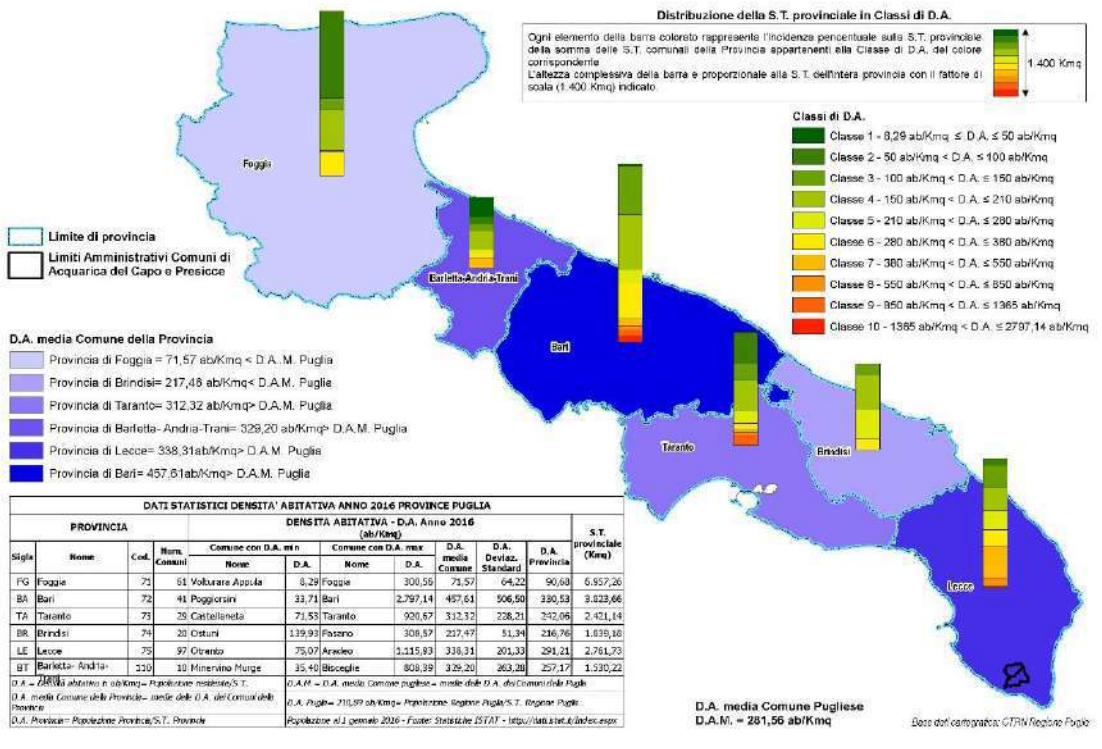 Distribuzione della S.T. provinciale in Classi di D.A.
Ogni elemento della barra colorato rappresenta l'incidenza percentuale sulla S.T. provinciale
della somma delle S.T. comunali della Provincia appartenenti alla Classe di D.A. del colore
corrispondente
L'altezza complessiva della barra e proporzionale alla S.T. dell'intera provincia con il fattore di
scala (1.400 Kmq) indicato.
1.400 Kmq
Classi di D.A.
Classe 1 - 8,29 ab/Kmq ≤ D.A. ≤ 50 ab/Kmq
Classe 2 - 50 ab/Kmq < D.A. ≤ 100 ab/Kmq
Classe 3 - 100 ab/Kmq < D.A. ≤ 150 ab/Kmq
Classe 4 - 150 ab/Kmq < D.A. ≤ 210 ab/Kmq
Classe 5 - 210 ab/Kmq < D.A. ≤ 280 ab/Kmq
Classe 6 - 280 ab/Kmq < D.A. ≤ 380 ab/Kmq
Classe 7 - 380 ab/Kmq < D.A. ≤ 550 ab/Kmq
Classe 8 - 550 ab/Kmq < D.A. ≤ 850 ab/Kmq
Classe 9 - 850 ab/Kmq < D.A. ≤ 1365 ab/Kmq
Classe 10 - 1365 ab/Kmq < D.A. ≤ 2797,14 ab/Kmq
Foggia
Barletta-Andria-Trani
Bari
Taranto
Brindisi
Lecce
Limite di provincia
Limiti Amministrativi Comuni di
Acquarica del Capo e Presicce
D.A. media Comune della Provincia
Provincia di Foggia = 71,57 ab/Kmq < D.A..M. Puglia
Provincia di Brindisi= 217,46 ab/Kmq< D.A.M. Puglia
Provincia di Taranto= 312,32 ab/Kmq> D.A.M. Puglia
Provincia di Barletta- Andria-Trani= 329,20 ab/Kmq> D.A.M. Puglia
Provincia di Lecce= 338,31ab/Kmq> D.A.M. Puglia
Provincia di Bari= 457,61ab/Kmq> D.A.M. Puglia
DATI STATISTICI DENSITA' ABITATIVA ANNO 2016 PROVINCE PUGLIA
PROVINCIA DENSITA ABITATIVA - D.A. Anno 2016 (ab/Kmq) S.T. provinciale (Kmq)
Sigla Nome Cod. Num. Comuni Comune con D.A. min Nome D.A. Comune con D.A. max Nome D.A. D.A. media Comune D.A. Deviaz. Standard D.A. Provincia
FG Foggia 71 61 Volturara Appula 8,29 Foggia 300,56 71,57 64,22 90,68 6.957,26
BA Bari 72 41 Poggiorsini 33,71 Bari 2.797,14 457,61 506,50 330,53 3.823,66
TA Taranto 73 29 Castellaneta 71,53 Taranto 920,67 312,32 228,21 242,06 2.421,14
BR Brindisi 74 20 Ostuni 139,93 Fasano 308,57 217,47 51,34 216,76 1.839,18
LE Lecce 75 97 Otranto 75,07 Aradeo 1.115,93 338,31 201,33 291,21 2.761,73
BT Barletta- Andria- Trani 110 10 Minervino Murge 35,40 Bisceglie 808,39 329,20 263,28 257,17 1.530,22
D.A.= Densità abitativa in ab/Kmq= Popolazione residente/S.T.
D.A.M = D.A. media Comune pugliese= medie delle D.A. dei Comuni della Puglia
D.A. media Comune della Provincia= medie delle D.A. dei Comuni della
Provincia
D.A. Puglia= 210,89 ab/Kmq= Popolazione Regione Puglia/S.T. Regione Puglia
D.A. Provincia= Popolazione Provincia/S.T. Provincia
Popolazione al 1 gennaio 2016 - Fonte: Statistiche ISTAT - http://dati.istat.it/Index.aspx
D.A. media Comune Pugliese
D.A.M. = 281,56 ab/Kmq
Base dati cartografica: CTRN Regione Puglia